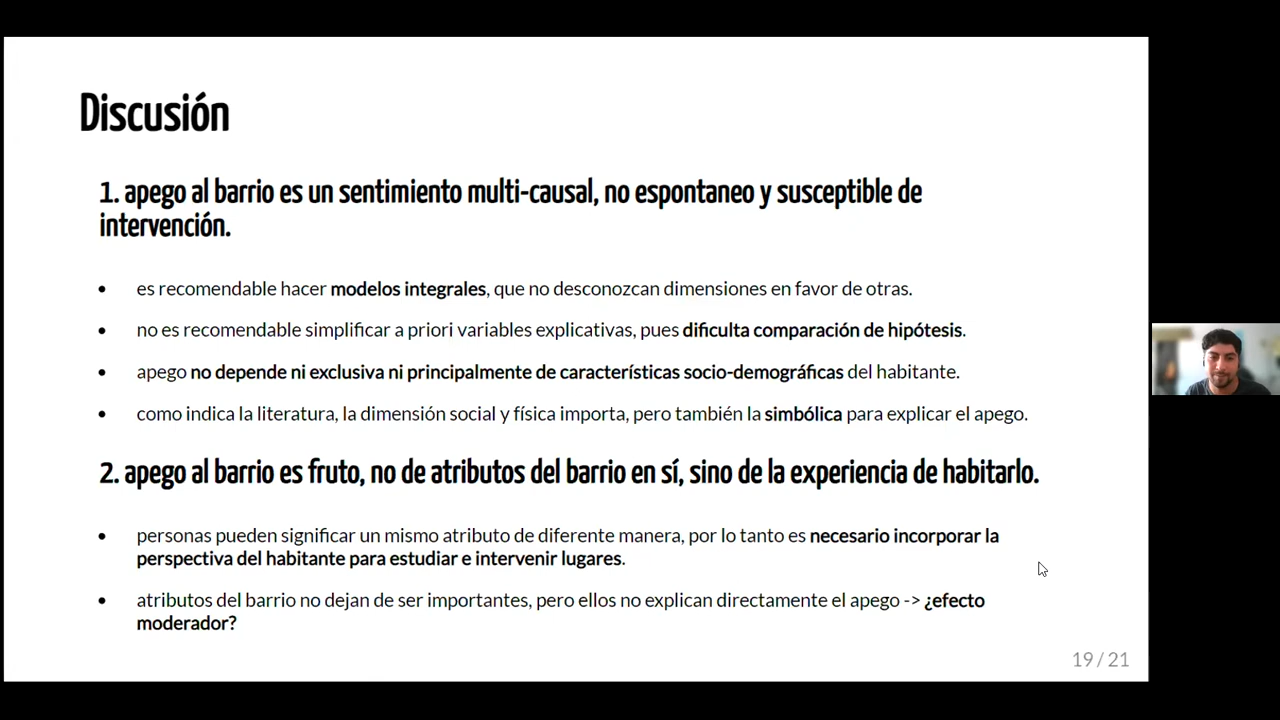 Discusión
1. apego al barrio es un sentimiento multi-causal, no espontaneo y susceptible de
intervención.
• es recomendable hacer modelos integrales, que no desconozcan dimensiones en favor de otras.
• no es recomendable simplificar a priori variables explicativas, pues dificulta comparación de hipótesis.
• apego no depende ni exclusiva ni principalmente de características socio-demográficas del habitante.
• como indica la literatura, la dimensión social y física importa, pero también la simbólica para explicar el apego.
2. apego al barrio es fruto, no de atributos del barrio en sí, sino de la experiencia de habitarlo.
• personas pueden significar un mismo atributo de diferente manera, por lo tanto es necesario incorporar la
perspectiva del habitante para estudiar e intervenir lugares.
• atributos del barrio no dejan de ser importantes, pero ellos no explican directamente el apego -> ¿efecto
moderador?
19 / 21